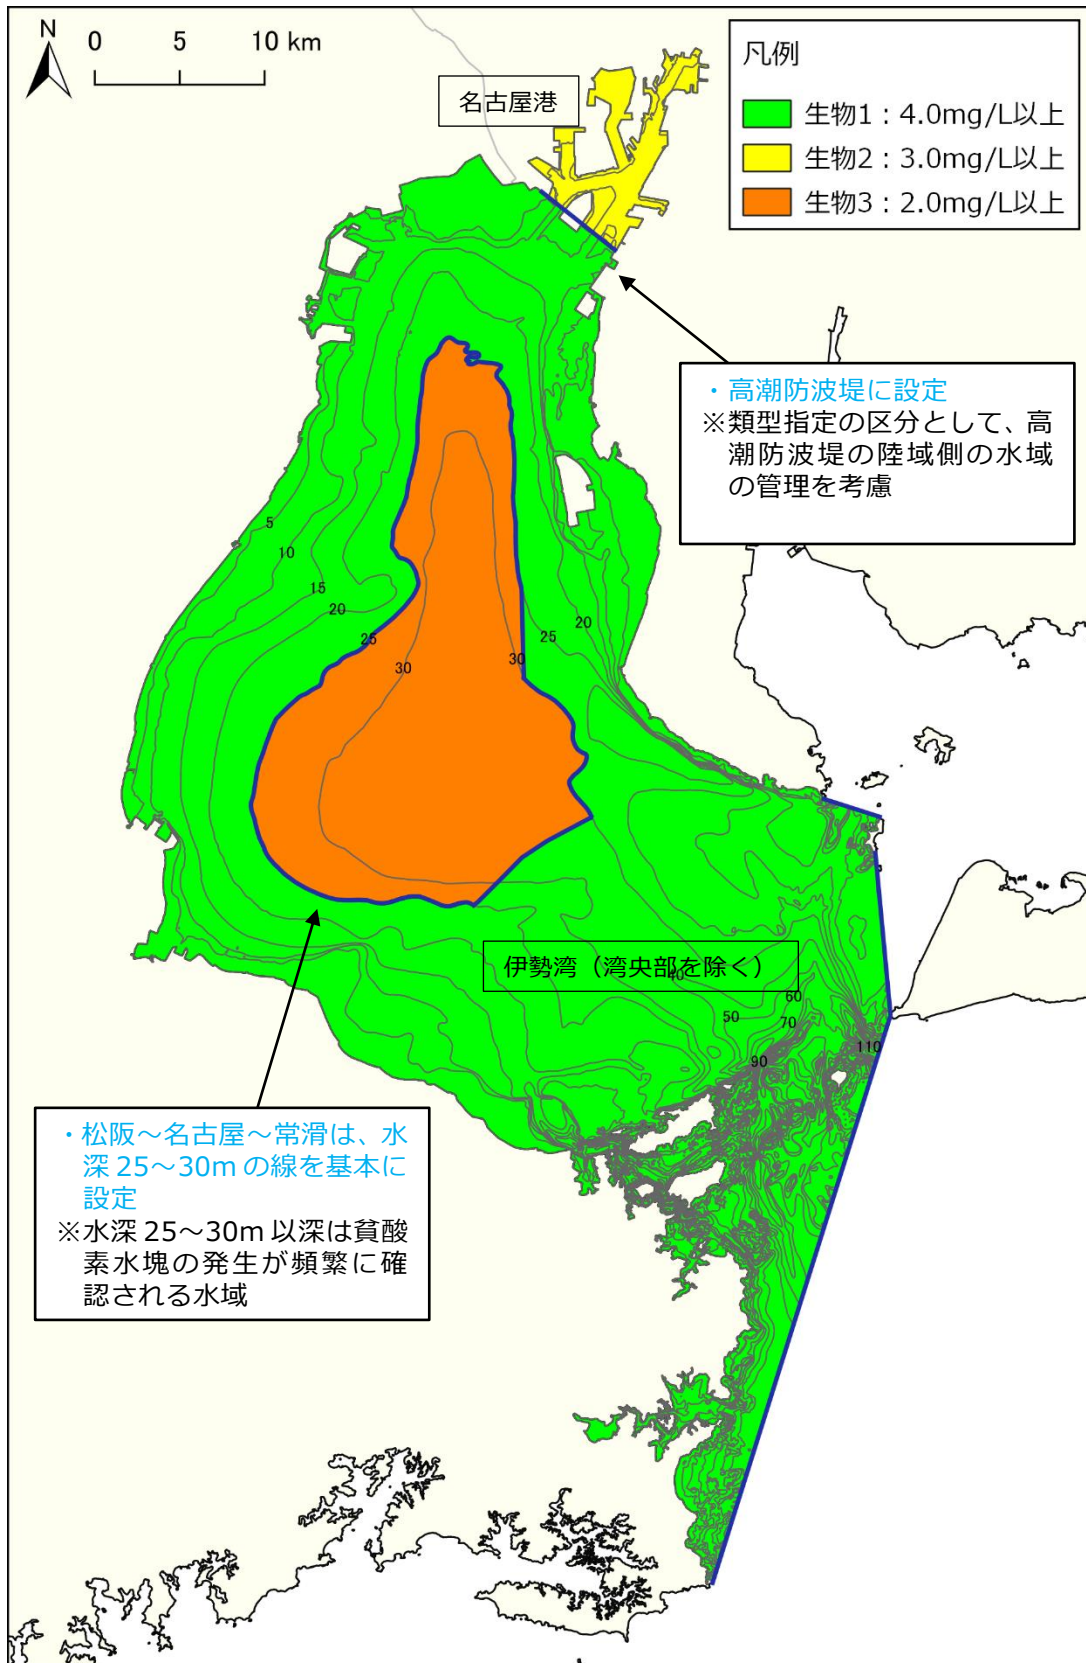 N
0 5 10 km
凡例
生物1：4.0mg/L以上
生物2：3.0mg/L以上
生物3：2.0mg/L以上
名古屋港
・高潮防波堤に設定
※類型指定の区分として、高
潮防波堤の陸域側の水域
の管理を考慮
5
10
15
20
25
30
30
25
20
伊勢湾（湾央部を除く）
40
60
50
70
90
110
・松阪～名古屋～常滑は、水
深 25～30m の線を基本に
設定
※水深 25～30m 以深は貧酸
素水塊の発生が頻繁に確
認される水域